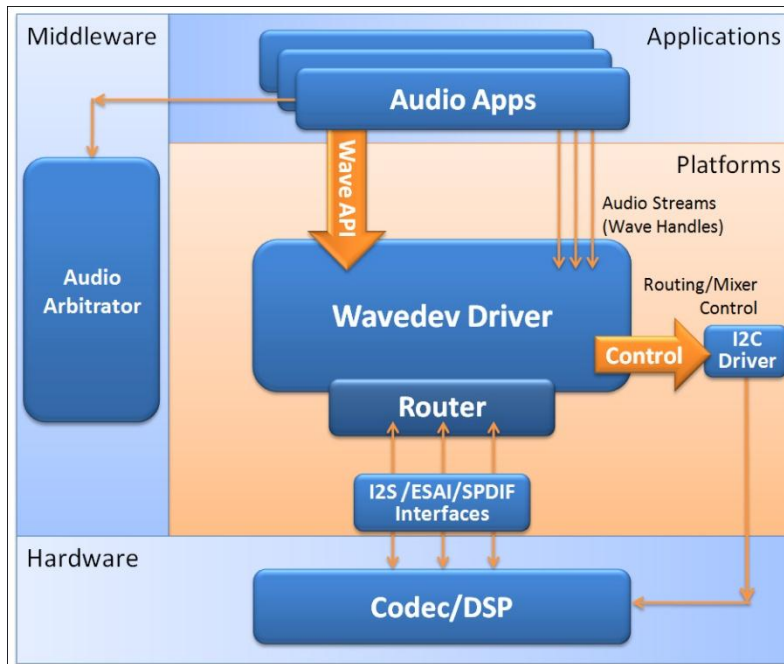 Middleware
Applications
Audio Apps
Wave API
Platforms
Audio Streams
(Wave Handles)
Audio
Arbitrator
Wavedev Driver
Routing/Mixer
Control
Control
I2C
Driver
Router
I2S /ESAI/SPDIF
Interfaces
Hardware
Codec/DSP